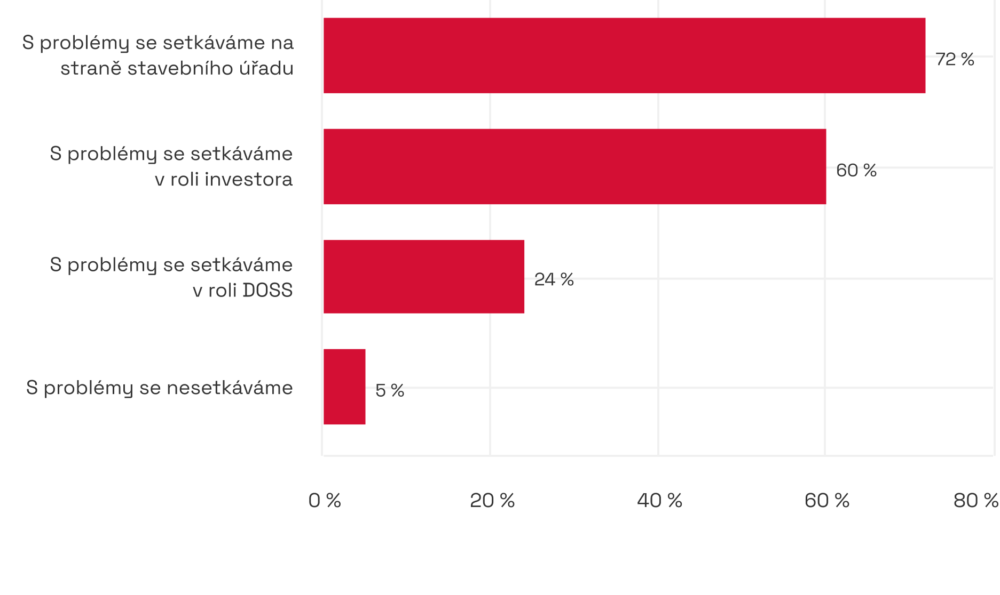 S problémy se setkáváme na
straně stavebního úřadu
72 %
S problémy se setkáváme
v roli investora
60 %
S problémy se setkáváme
v roli DOSS
24 %
S problémy se nesetkáváme
5 %
0 %
20 %
40 %
60 %
80 %